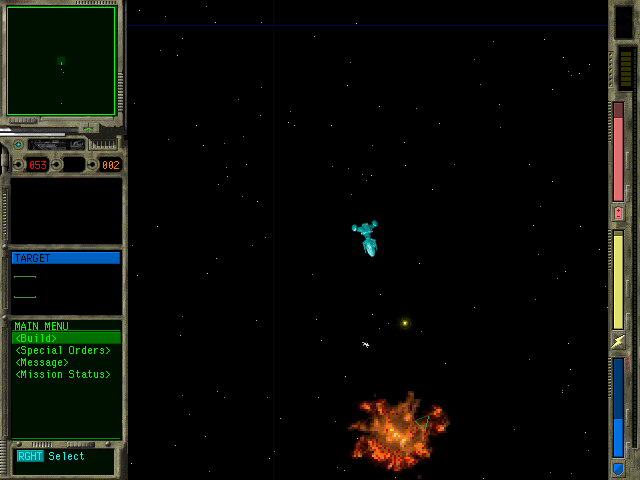 053 002
TARGET
MAIN MENU
<Build>
<Special Orders>
<Message>
<Mission Status>
RGHT Select